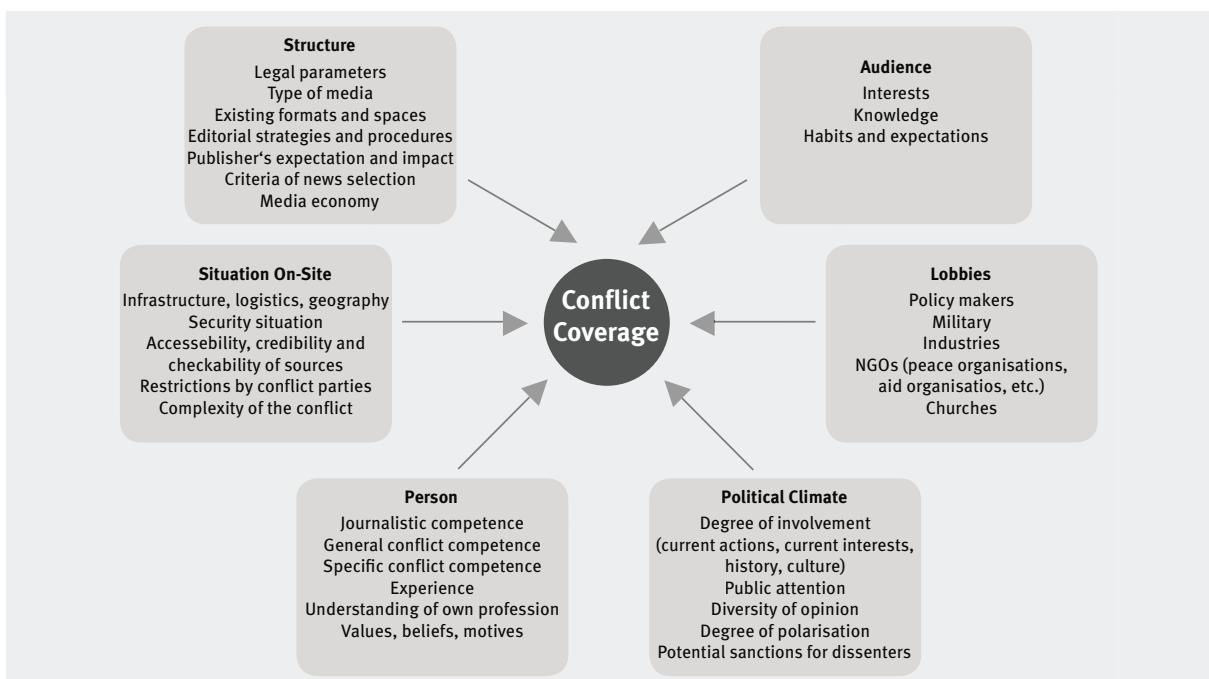 Structure
Legal parameters
Type of media
Existing formats and spaces
Editorial strategies and procedures
Publisher‘s expectation and impact
Criteria of news selection
Media economy
Audience
Interests
Knowledge
Habits and expectations
Situation On-Site
Infrastructure, logistics, geography
Security situation
Accessebility, credibility and
checkability of sources
Restrictions by conflict parties
Complexity of the conflict
Conflict
Coverage
Lobbies
Policy makers
Military
Industries
NGOs (peace organisations,
aid organisatios, etc.)
Churches
Person
Journalistic competence
General conflict competence
Specific conflict competence
Experience
Understanding of own profession
Values, beliefs, motives
Political Climate
Degree of involvement
(current actions, current interests,
history, culture)
Public attention
Diversity of opinion
Degree of polarisation
Potential sanctions for dissenters